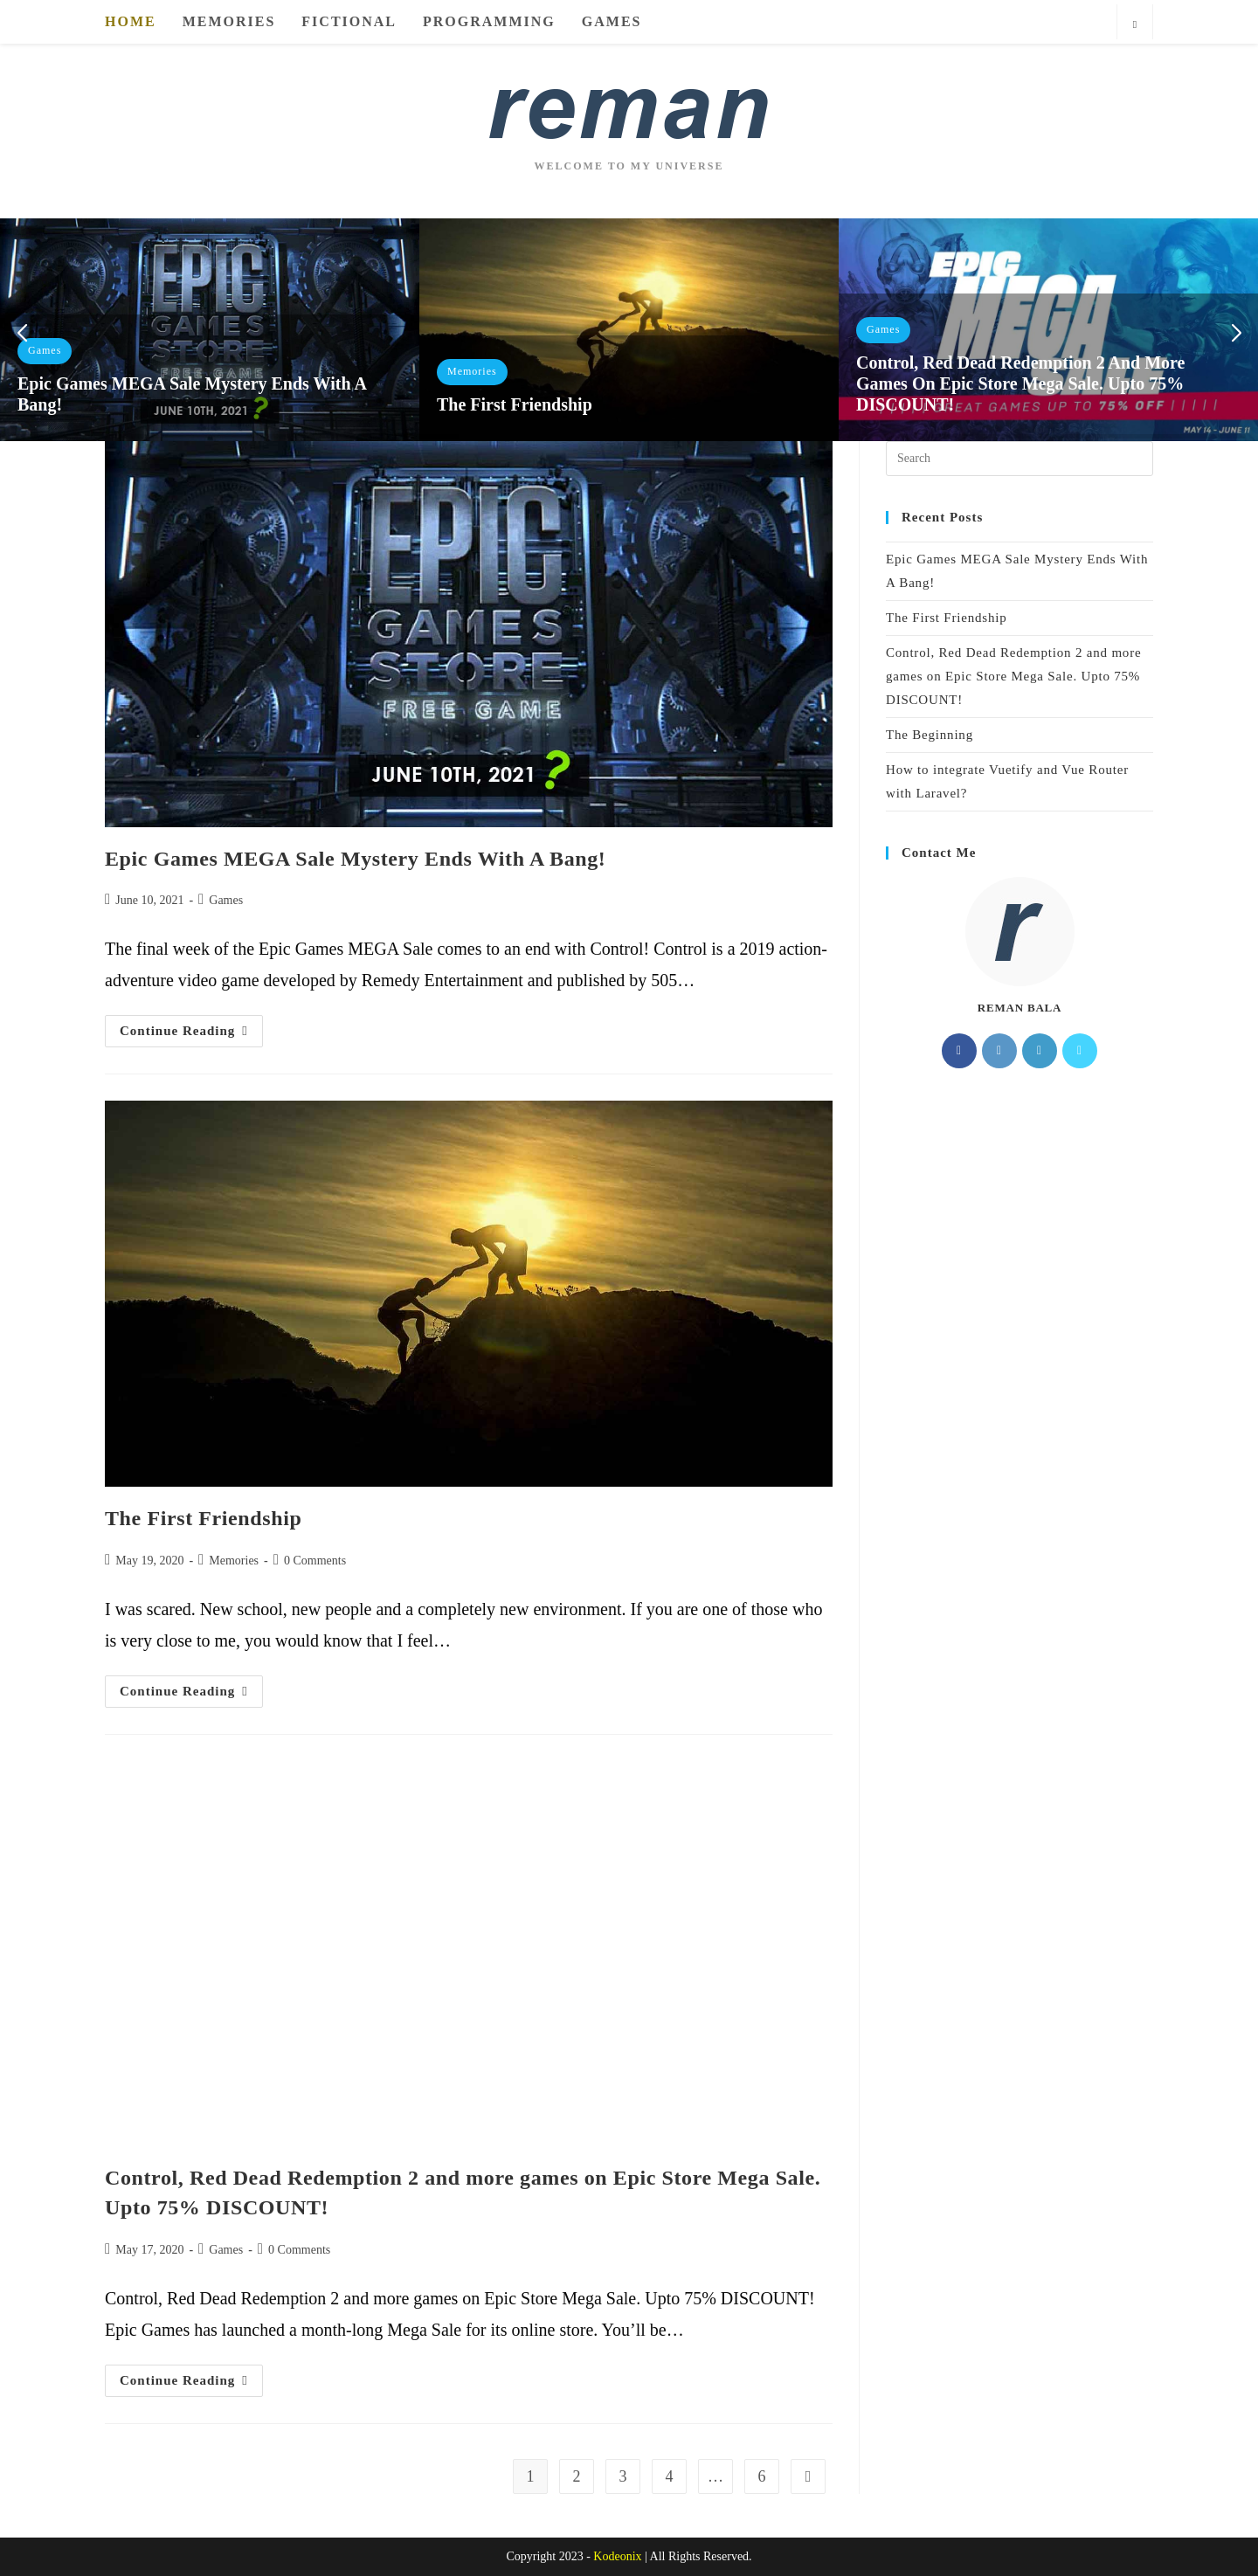 HOME MEMORIES FICTIONAL PROGRAMMING GAMES
reman
WELCOME TO MY UNIVERSE
EPIC
GAMES
STORE
FREE GAME
JUNE 10TH, 2021 ?
Games
Epic Games MEGA Sale Mystery Ends With A
Bang!
Memories
The First Friendship
EPIC
MEGA
GREAT GAMES UP TO 75% OFF
MAY 14 - JUNE 11
Games
Control, Red Dead Redemption 2 And More
Games On Epic Store Mega Sale. Upto 75%
DISCOUNT!
EPIC
GAMES
STORE
FREE GAME
JUNE 10TH, 2021 ?
Epic Games MEGA Sale Mystery Ends With A Bang!
June 10, 2021 - Games
The final week of the Epic Games MEGA Sale comes to an end with Control! Control is a 2019 action-
adventure video game developed by Remedy Entertainment and published by 505…
Continue Reading
The First Friendship
May 19, 2020 - Memories - 0 Comments
I was scared. New school, new people and a completely new environment. If you are one of those who
is very close to me, you would know that I feel…
Continue Reading
Control, Red Dead Redemption 2 and more games on Epic Store Mega Sale.
Upto 75% DISCOUNT!
May 17, 2020 - Games - 0 Comments
Control, Red Dead Redemption 2 and more games on Epic Store Mega Sale. Upto 75% DISCOUNT!
Epic Games has launched a month-long Mega Sale for its online store. You’ll be…
Continue Reading
1 2 3 4 … 6
Search
Recent Posts
Epic Games MEGA Sale Mystery Ends With
A Bang!
The First Friendship
Control, Red Dead Redemption 2 and more
games on Epic Store Mega Sale. Upto 75%
DISCOUNT!
The Beginning
How to integrate Vuetify and Vue Router
with Laravel?
Contact Me
r
REMAN BALA
Copyright 2023 - Kodeonix | All Rights Reserved.